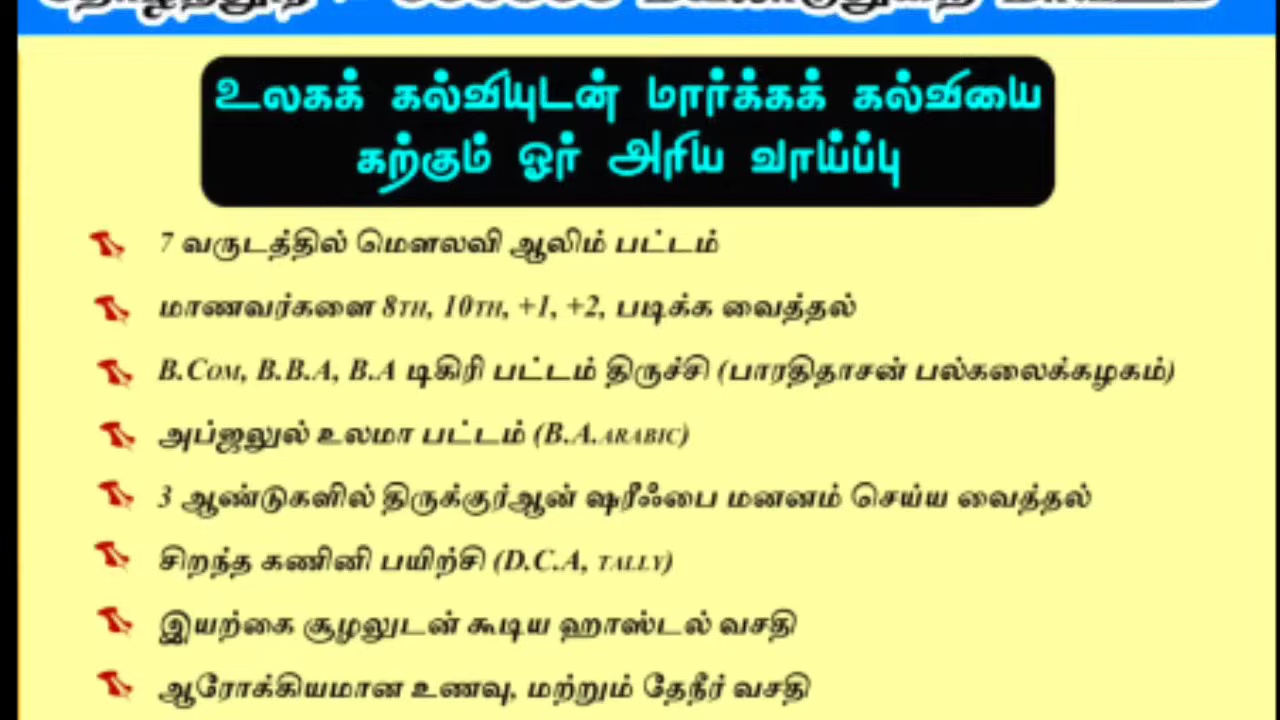 உலகக் கல்வியுடன் மார்க்கக் கல்வியை
கற்கும் ஓர் அரிய வாய்ப்பு
7 வருடத்தில் மௌலவி ஆலிம் பட்டம்
மாணவர்களை 8TH, 10TH, +1, +2, படிக்க வைத்தல்
B.COM, B.B.A, B.A டிகிரி பட்டம் திருச்சி (பாரதிதாசன் பல்கலைக்கழகம்)
அப்ஜலுல் உலமா பட்டம் (B.A.ARABIC)
3 ஆண்டுகளில் திருக்குர்ஆன் ஷரீஃபை மனனம் செய்ய வைத்தல்
சிறந்த கணினி பயிற்சி (D.C.A, TALLY)
இயற்கை சூழலுடன் கூடிய ஹாஸ்டல் வசதி
ஆரோக்கியமான உணவு, மற்றும் தேநீர் வசதி